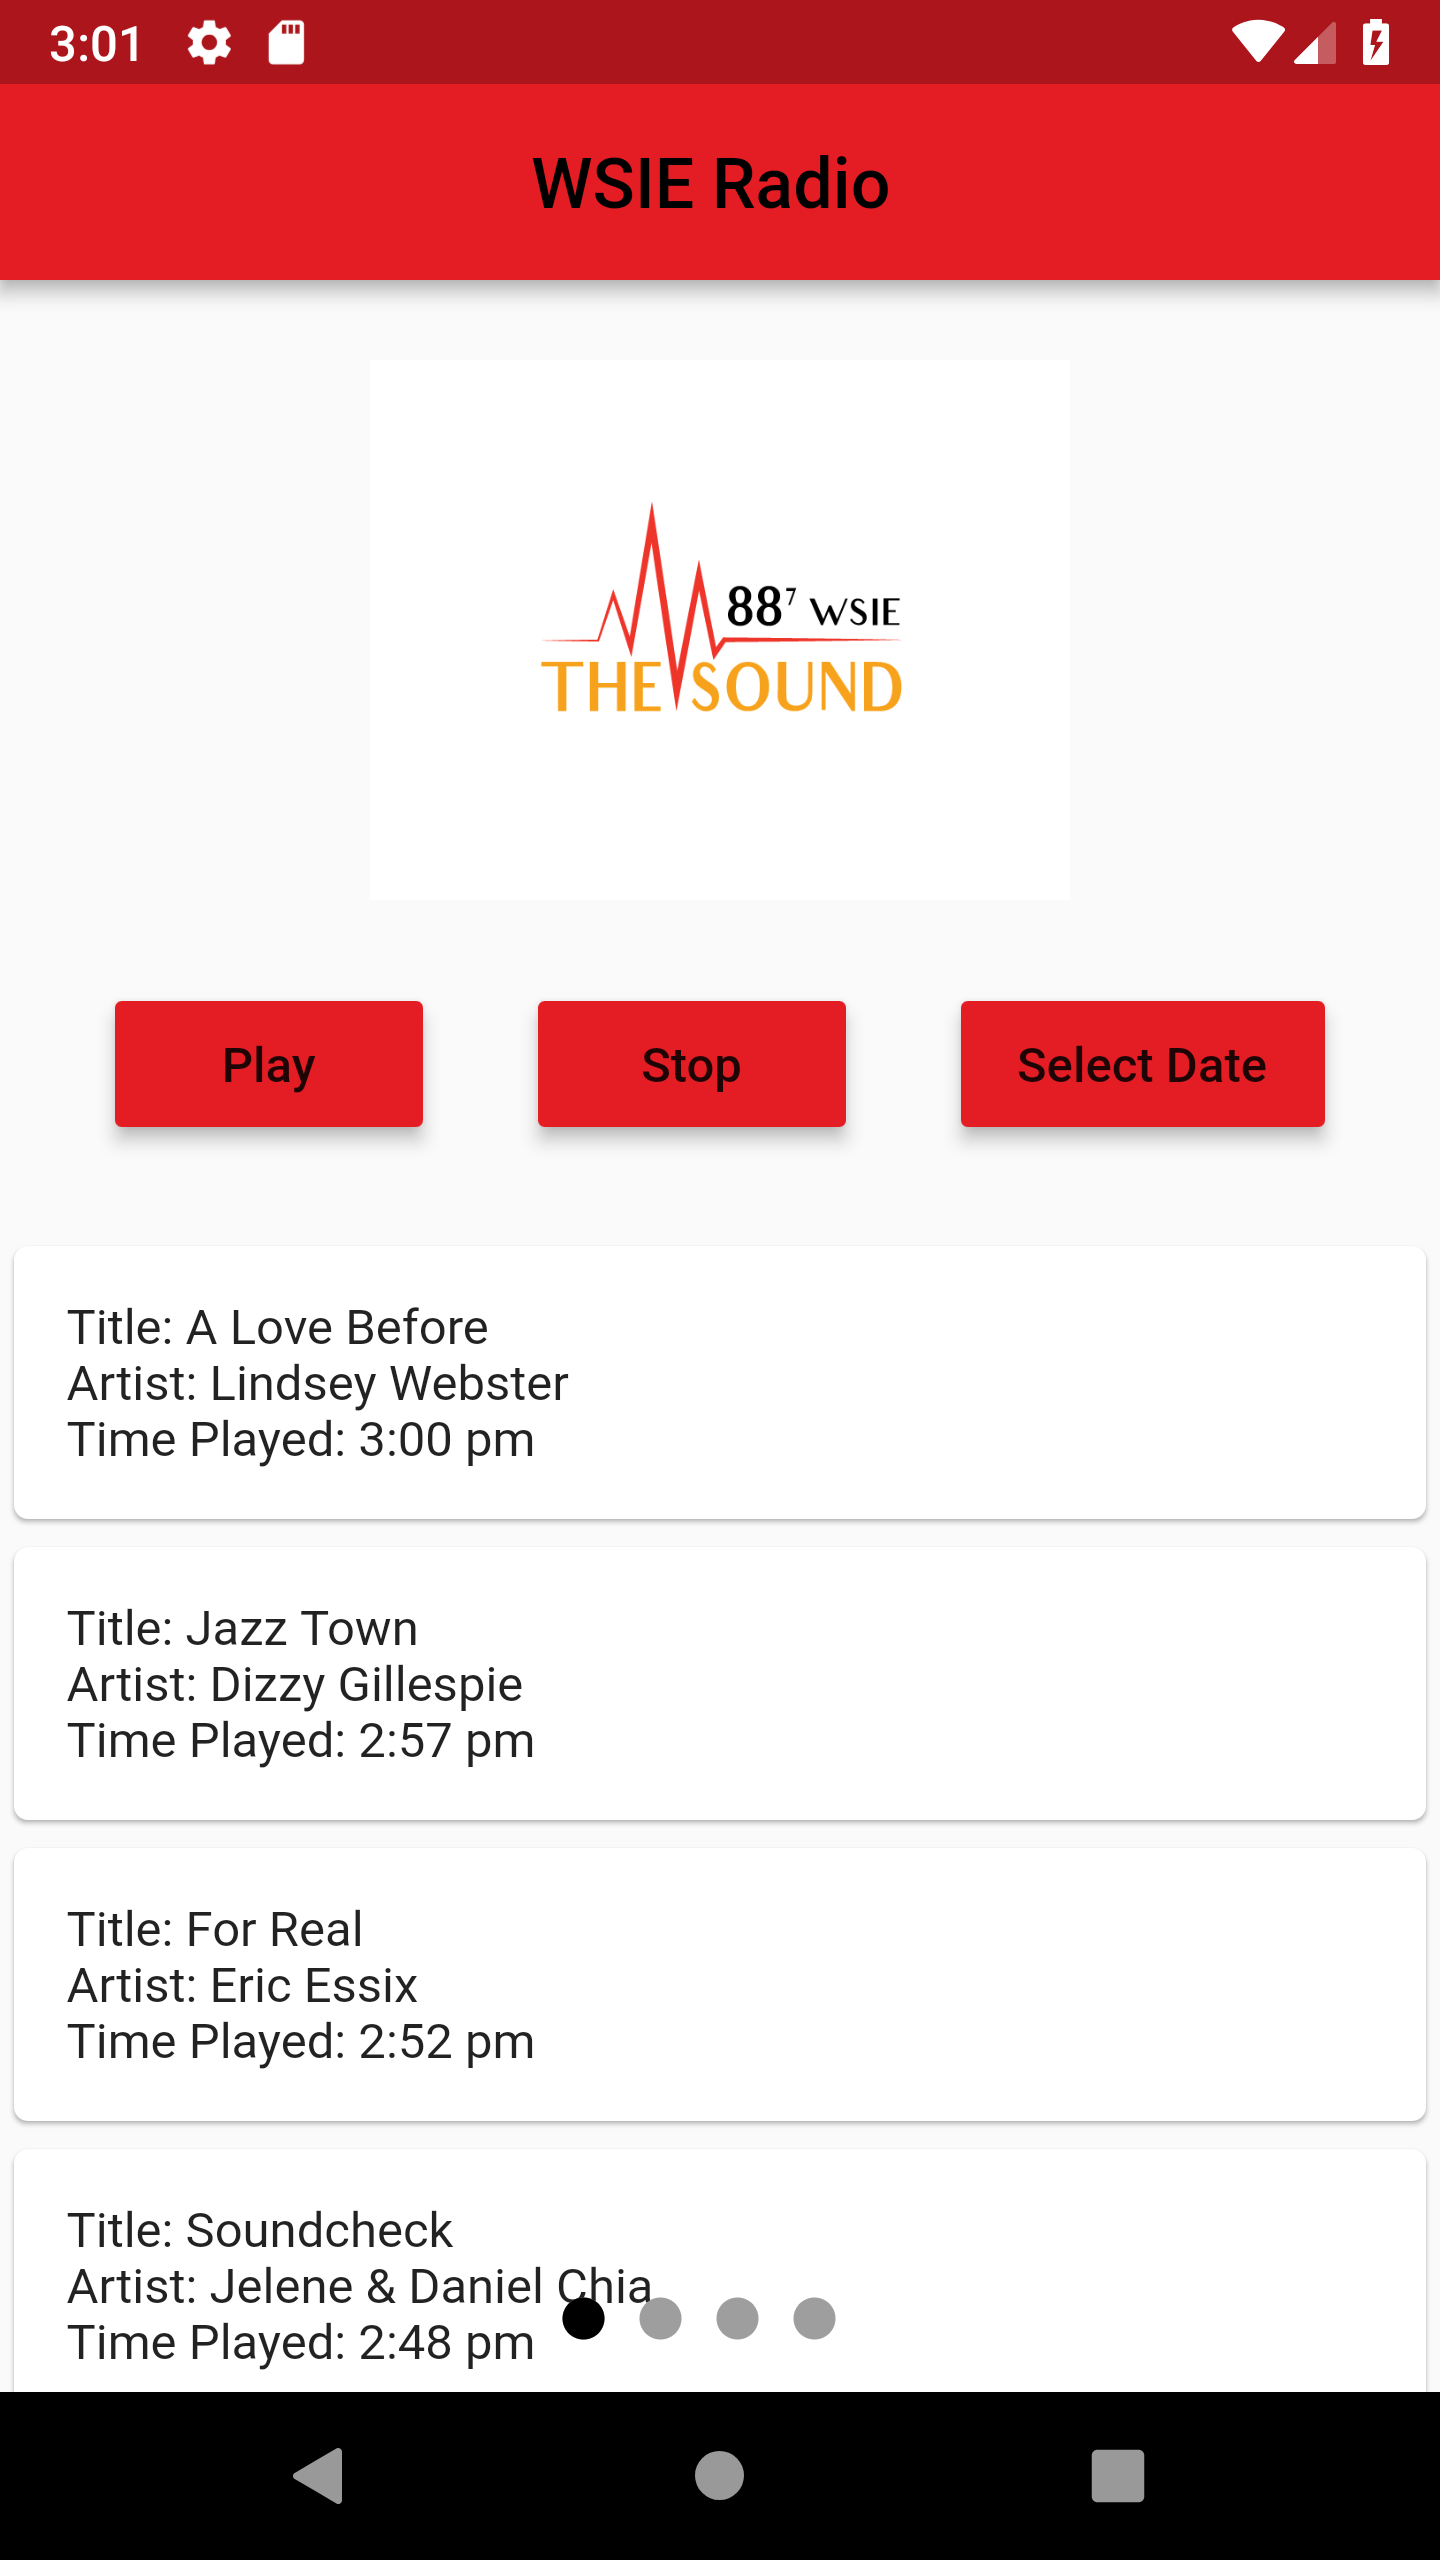 3:01
WSIE Radio
88⁷ WSIE
THE SOUND
Play
Stop
Select Date
Title: A Love Before
Artist: Lindsey Webster
Time Played: 3:00 pm
Title: Jazz Town
Artist: Dizzy Gillespie
Time Played: 2:57 pm
Title: For Real
Artist: Eric Essix
Time Played: 2:52 pm
Title: Soundcheck
Artist: Jelene & Daniel Chia
Time Played: 2:48 pm